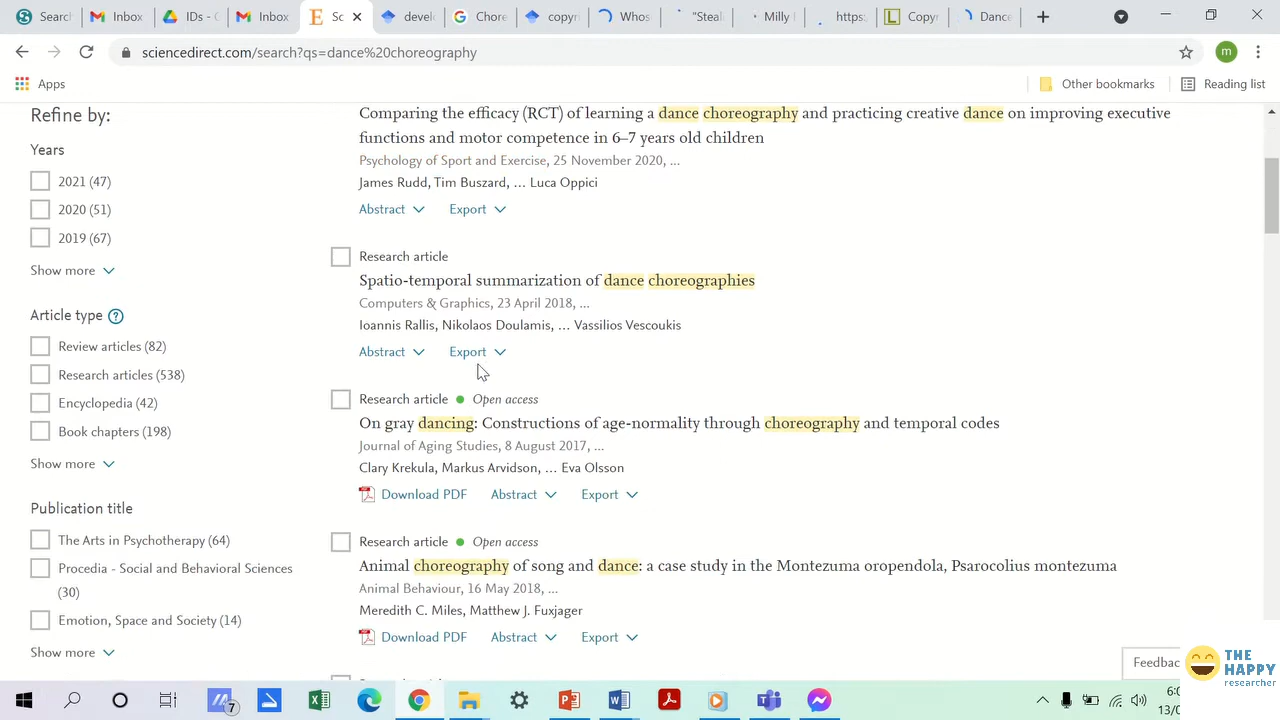 Search
Inbox
IDs - C
Inbox
Sc
devel
Chore
copyr
Whos
"Steali
Milly I
https:
Copyr
Dance
sciencedirect.com/search?qs=dance%20choreography
m
Apps
Other bookmarks
Reading list
Refine by:
Years
2021 (47)
2020 (51)
2019 (67)
Show more
Article type ?
Review articles (82)
Research articles (538)
Encyclopedia (42)
Book chapters (198)
Show more
Publication title
The Arts in Psychotherapy (64)
Procedia - Social and Behavioral Sciences
(30)
Emotion, Space and Society (14)
Show more
Comparing the efficacy (RCT) of learning a dance choreography and practicing creative dance on improving executive
functions and motor competence in 6–7 years old children
Psychology of Sport and Exercise, 25 November 2020, ...
James Rudd, Tim Buszard, … Luca Oppici
Abstract Export
Research article
Spatio-temporal summarization of dance choreographies
Computers & Graphics, 23 April 2018, ...
Ioannis Rallis, Nikolaos Doulamis, … Vassilios Vescoukis
Abstract Export
Research article Open access
On gray dancing: Constructions of age-normality through choreography and temporal codes
Journal of Aging Studies, 8 August 2017, ...
Clary Krekula, Markus Arvidson, … Eva Olsson
Download PDF Abstract Export
Research article Open access
Animal choreography of song and dance: a case study in the Montezuma oropendola, Psarocolius montezuma
Animal Behaviour, 16 May 2018, ...
Meredith C. Miles, Matthew J. Fuxjager
Download PDF Abstract Export
Feedbac
THE
HAPPY
researcher
7
6:0
13/0